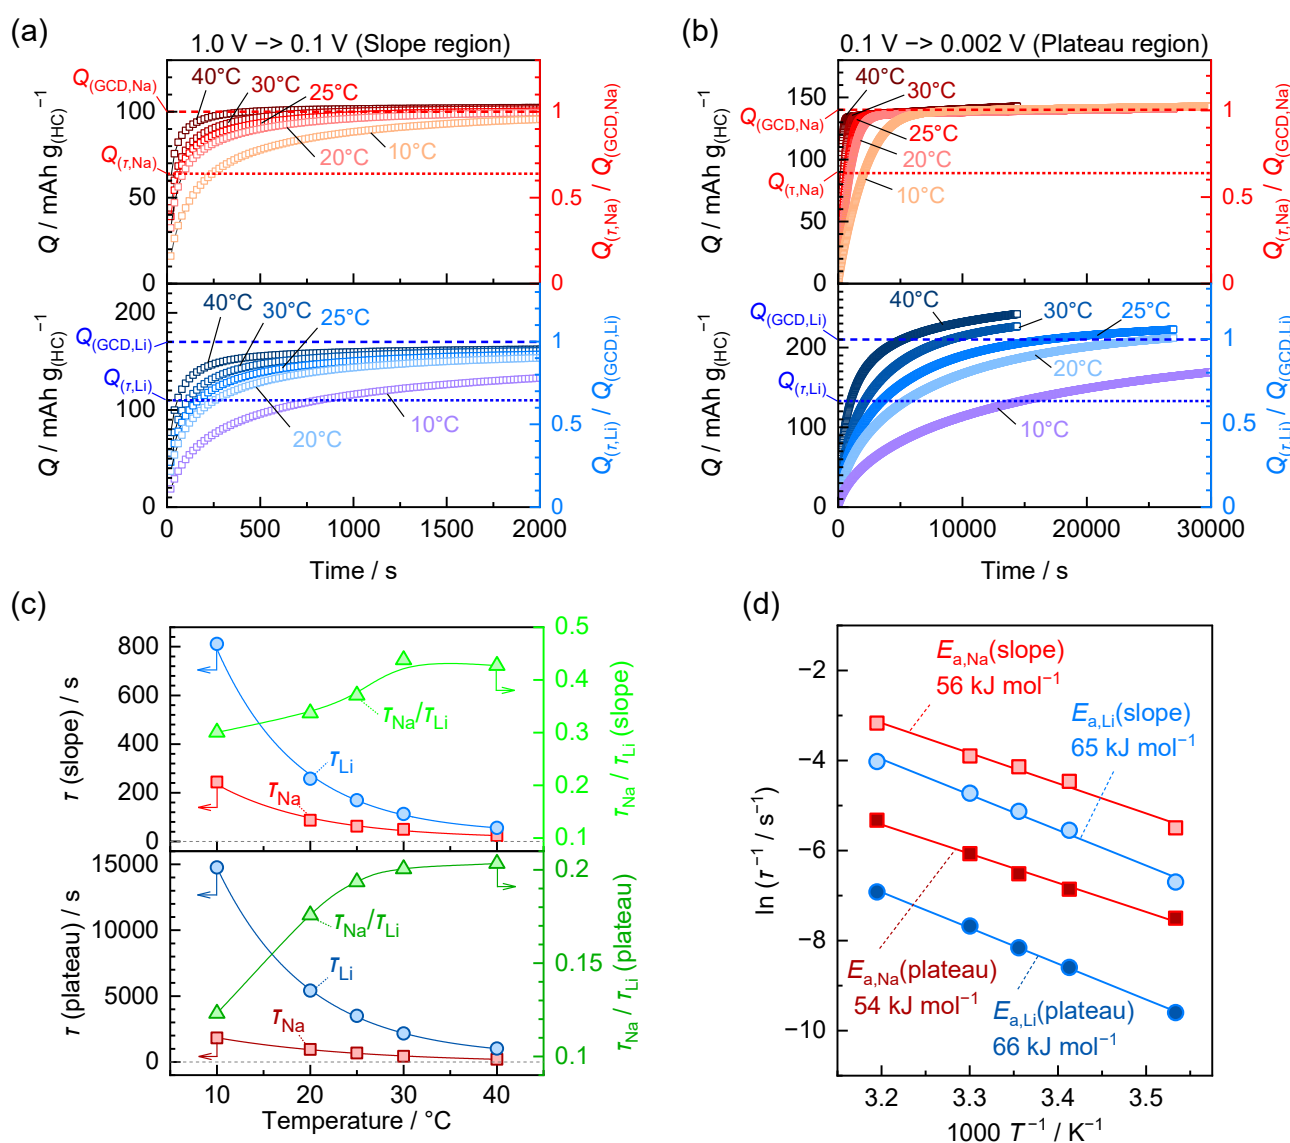 (a)
1.0 V −> 0.1 V (Slope region)
Q(GCD,Na)
40°C
30°C
25°C
100
1
Q / mAh g(HC)⁻¹
Q(τ,Na)
20°C
10°C
50
0.5
Q(τ,Na) / Q(GCD,Na)
0
0
200
40°C
30°C
25°C
Q(GCD,Li)
1
Q / mAh g(HC)⁻¹
Q(τ,Li)
100
20°C
10°C
0.5
Q(τ,Li) / Q(GCD,Li)
0
0
0
500
1000
1500
2000
Time / s
(b)
0.1 V −> 0.002 V (Plateau region)
150
40°C
30°C
1
Q(GCD,Na)
25°C
100
20°C
Q / mAh g(HC)⁻¹
Q(τ,Na)
10°C
50
0.5
Q(τ,Na) / Q(GCD,Na)
0
0
40°C
30°C
25°C
Q(GCD,Li)
200
1
20°C
Q / mAh g(HC)⁻¹
Q(τ,Li)
100
10°C
0.5
Q(τ,Li) / Q(GCD,Li)
0
0
0
10000
20000
30000
Time / s
(c)
800
600
400
200
0
τ (slope) / s
0.5
0.4
0.3
0.2
0.1
τNa / τLi (slope)
τNa/τLi
τLi
τNa
15000
10000
5000
0
τ (plateau) / s
0.2
0.15
0.1
τNa / τLi (plateau)
τNa/τLi
τLi
τNa
10
20
30
40
Temperature / °C
(d)
−2
−4
−6
−8
−10
ln (τ⁻¹ / s⁻¹)
Ea,Na(slope)
56 kJ mol⁻¹
Ea,Li(slope)
65 kJ mol⁻¹
Ea,Na(plateau)
54 kJ mol⁻¹
Ea,Li(plateau)
66 kJ mol⁻¹
3.2
3.3
3.4
3.5
1000 T⁻¹ / K⁻¹